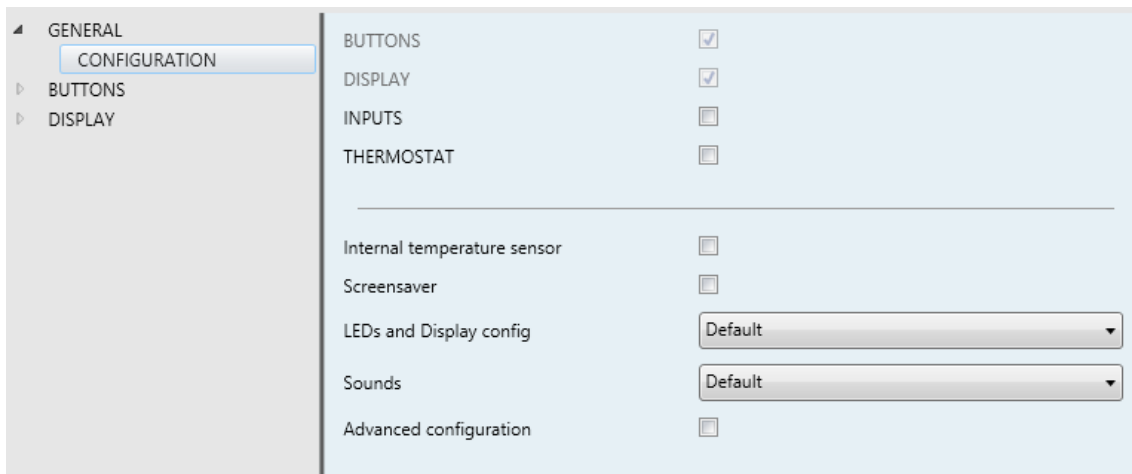 GENERAL
CONFIGURATION
BUTTONS
DISPLAY
BUTTONS
DISPLAY
INPUTS
THERMOSTAT
Internal temperature sensor
Screensaver
LEDs and Display config Default
Sounds Default
Advanced configuration